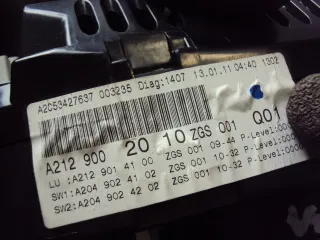 A2C53427637 003235 Diag:1407 13.01.11 04:40 1302
A212 900 20 10 ZGS 001 Q01
LU :A212 901 41 00 ZGS 001 09-44 P-Level:000
SW1:A204 902 41 02 ZGS 001 10-32 P-Level:000
SW2:A204 902 42 02 ZGS 001 10-32 P-Level:000